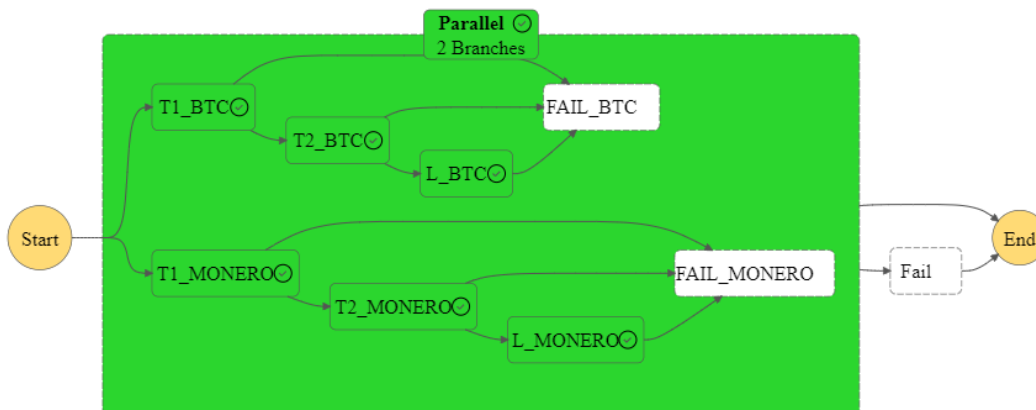 Parallel
2 Branches
T1_BTC
FAIL_BTC
T2_BTC
L_BTC
Start
End
T1_MONERO
FAIL_MONERO
Fail
T2_MONERO
L_MONERO